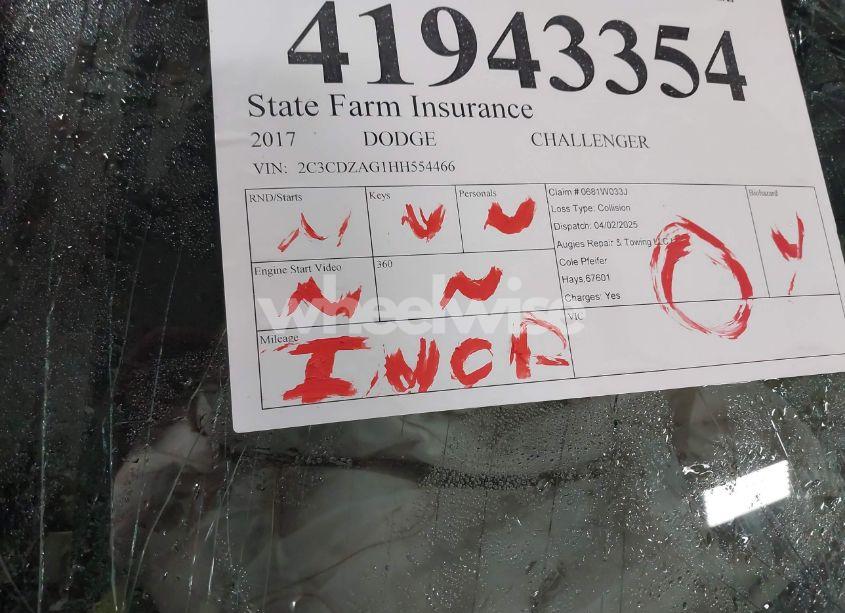 41943354
State Farm Insurance
2017 DODGE CHALLENGER
VIN: 2C3CDZAG1HH554466
RND/Starts Keys Personals Claim # 0681W033J Biohazard
Loss Type: Collision
Dispatch: 04/02/2025
Augies Repair & Towing LLC
Cole Pfeifer
Engine Start Video 360 Hays,67601
Charges: Yes
wheelwise
Mileage VIC
INOP